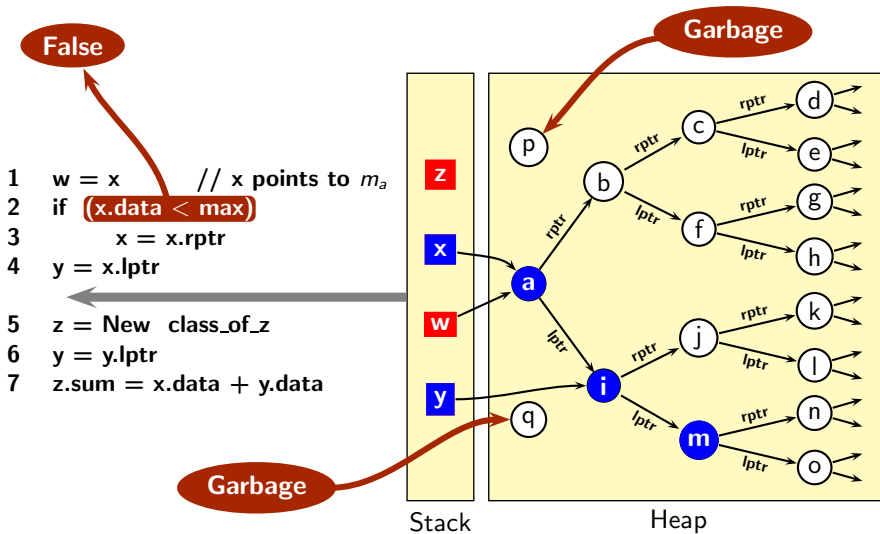 False
Garbage
1 w = x // x points to mₐ
2 if (x.data < max)
3 x = x.rptr
4 y = x.lptr
5 z = New class_of_z
6 y = y.lptr
7 z.sum = x.data + y.data
Garbage
z
x
w
y
Stack
p
q
a
b
c
d
e
f
g
h
i
j
k
l
m
n
o
rptr
lptr
rptr
lptr
rptr
lptr
rptr
lptr
rptr
lptr
rptr
lptr
rptr
lptr
Heap